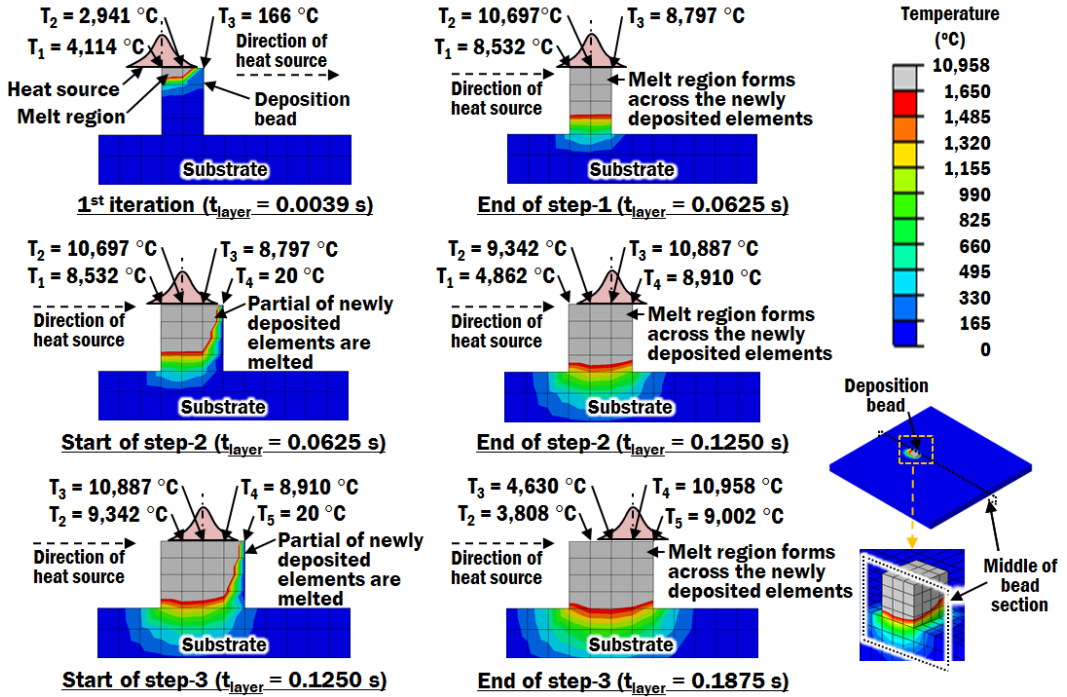 T2 = 2,941 °C
T3 = 166 °C
T1 = 4,114 °C
Direction of
heat source
Heat source
Melt region
Deposition
bead
Substrate
1st iteration (tlayer = 0.0039 s)
T2 = 10,697°C
T3 = 8,797 °C
T1 = 8,532 °C
Direction of
heat source
Melt region forms
across the newly
deposited elements
Substrate
End of step-1 (tlayer = 0.0625 s)
Temperature
(ºC)
10,958
1,650
1,485
1,320
1,155
990
825
660
495
330
165
0
T2 = 10,697 °C
T3 = 8,797 °C
T1 = 8,532 °C
T4 = 20 °C
Direction of
heat source
Partial of newly
deposited
elements are
melted
Substrate
Start of step-2 (tlayer = 0.0625 s)
T2 = 9,342 °C
T3 = 10,887 °C
T1 = 4,862 °C
T4 = 8,910 °C
Direction of
heat source
Melt region forms
across the newly
deposited elements
Substrate
End of step-2 (tlayer = 0.1250 s)
T3 = 10,887 °C
T4 = 8,910 °C
T2 = 9,342 °C
T5 = 20 °C
Direction of
heat source
Partial of newly
deposited
elements are
melted
Substrate
Start of step-3 (tlayer = 0.1250 s)
T3 = 4,630 °C
T4 = 10,958 °C
T2 = 3,808 °C
T5 = 9,002 °C
Direction of
heat source
Melt region forms
across the newly
deposited elements
Substrate
End of step-3 (tlayer = 0.1875 s)
Deposition
bead
Middle of
bead
section